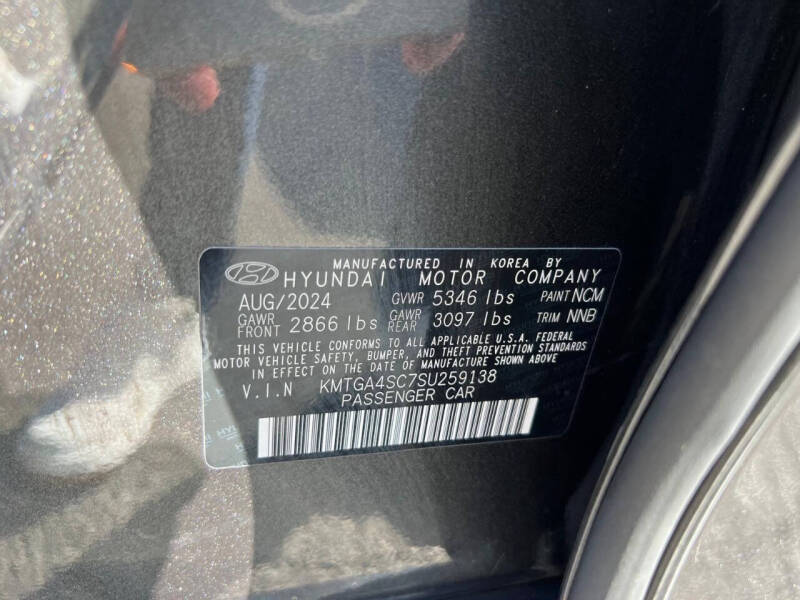 MANUFACTURED IN KOREA BY
HYUNDAI MOTOR COMPANY
AUG/2024 GVWR 5346 lbs PAINT NCM
GAWR FRONT 2866 lbs GAWR REAR 3097 lbs TRIM NNB
THIS VEHICLE CONFORMS TO ALL APPLICABLE U.S.A. FEDERAL
MOTOR VEHICLE SAFETY, BUMPER, AND THEFT PREVENTION STANDARDS
IN EFFECT ON THE DATE OF MANUFACTURE SHOWN ABOVE
V.I.N KMTGA4SC7SU259138
PASSENGER CAR